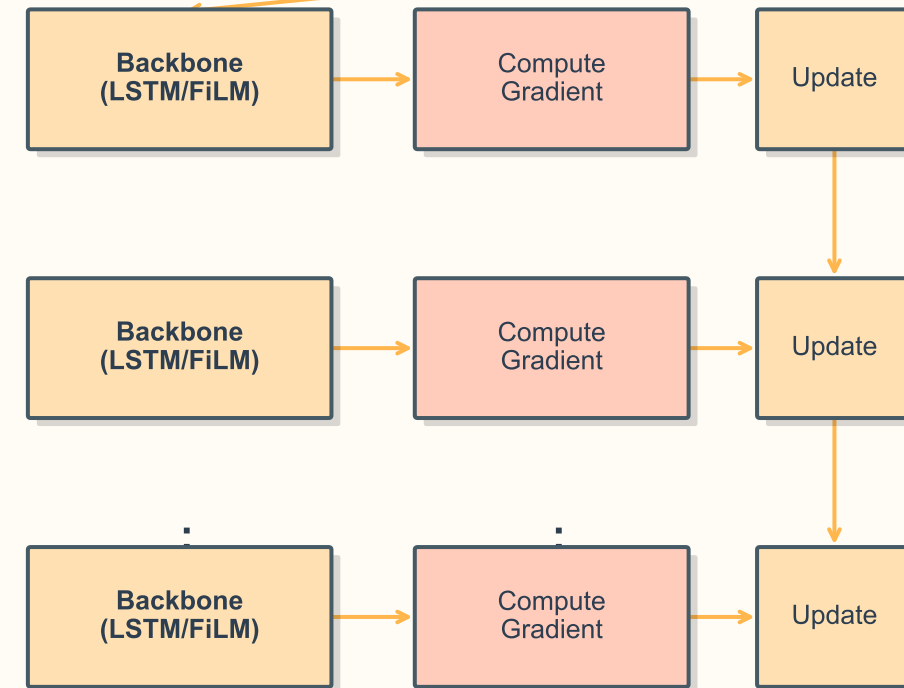 Backbone
(LSTM/FiLM)
Compute
Gradient
Update
Backbone
(LSTM/FiLM)
Compute
Gradient
Update
Backbone
(LSTM/FiLM)
Compute
Gradient
Update